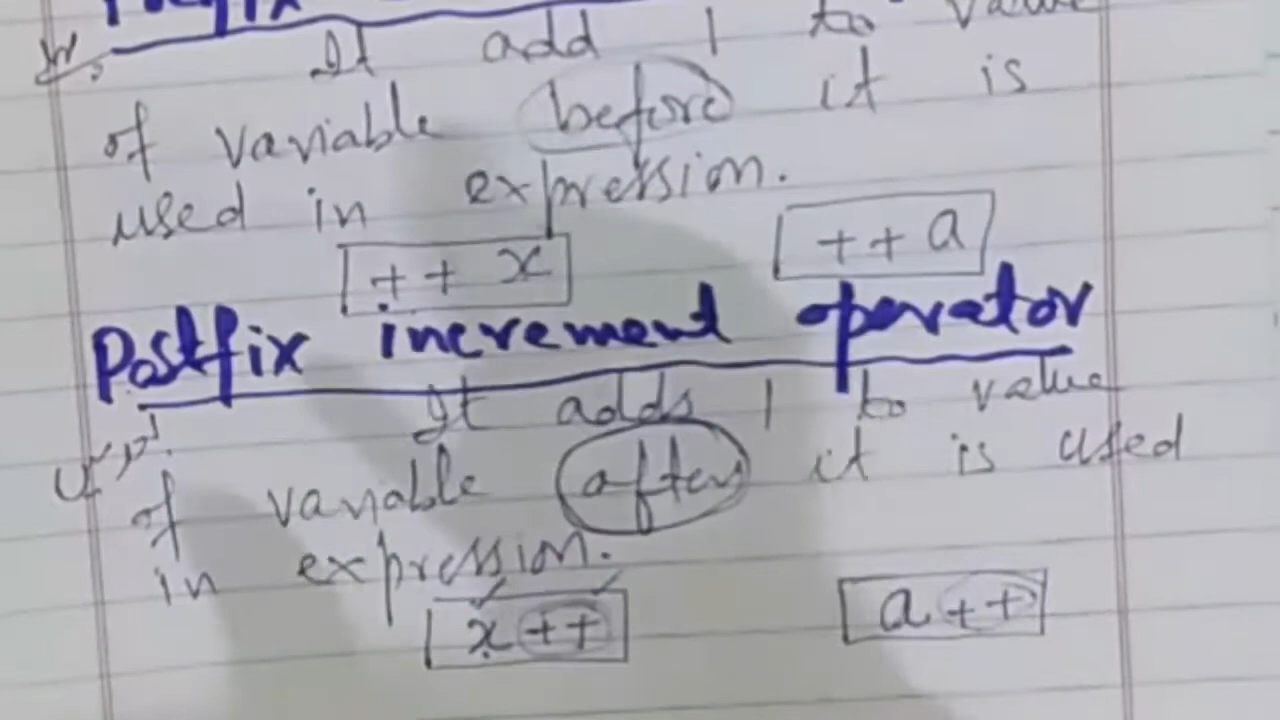 It add 1 to value
of variable before it is
used in expression.
++ x ++ a
Postfix increment operator
It adds 1 to value
of variable after it is used
in expression.
x++ a++